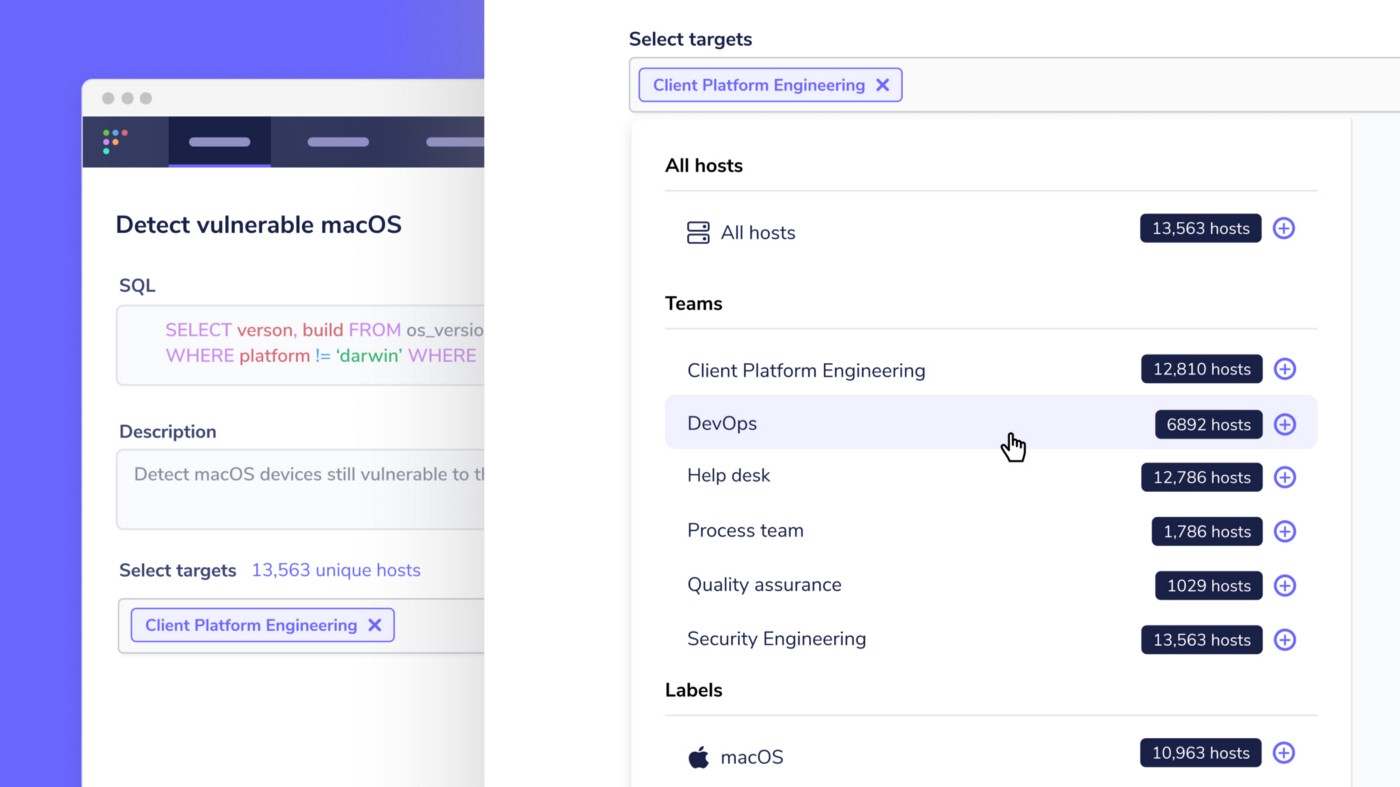 Detect vulnerable macOS
SQL
SELECT verson, build FROM os_versio
WHERE platform != ‘darwin’ WHERE
Description
Detect macOS devices still vulnerable to th
Select targets 13,563 unique hosts
Client Platform Engineering
Select targets
Client Platform Engineering
All hosts
All hosts 13,563 hosts
Teams
Client Platform Engineering 12,810 hosts
DevOps 6892 hosts
Help desk 12,786 hosts
Process team 1,786 hosts
Quality assurance 1029 hosts
Security Engineering 13,563 hosts
Labels
macOS 10,963 hosts